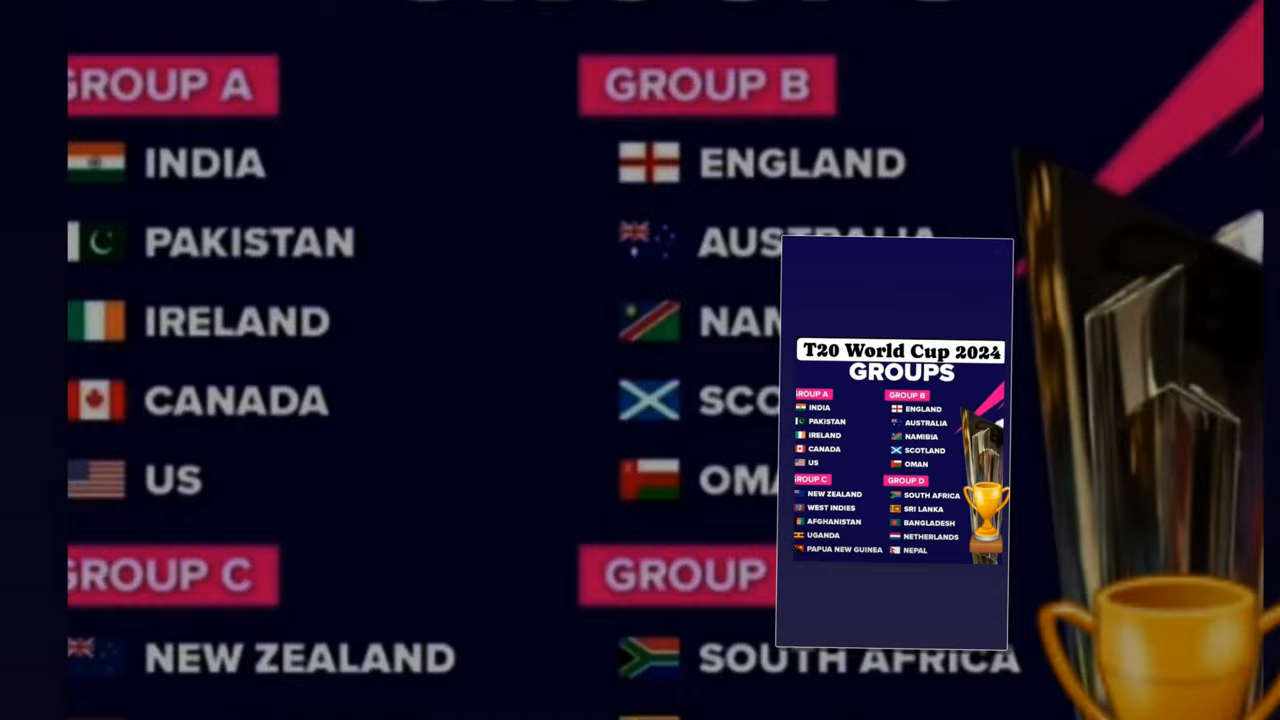 GROUP A
INDIA
PAKISTAN
IRELAND
CANADA
US
GROUP B
ENGLAND
AUSTRALIA
NAM
SCO
OMA
GROUP C
NEW ZEALAND
GROUP
SOUTH AFRICA
T20 World Cup 2024
GROUPS
GROUP A
INDIA
PAKISTAN
IRELAND
CANADA
US
GROUP B
ENGLAND
AUSTRALIA
NAMIBIA
SCOTLAND
OMAN
GROUP C
NEW ZEALAND
WEST INDIES
AFGHANISTAN
UGANDA
PAPUA NEW GUINEA
GROUP D
SOUTH AFRICA
SRI LANKA
BANGLADESH
NETHERLANDS
NEPAL